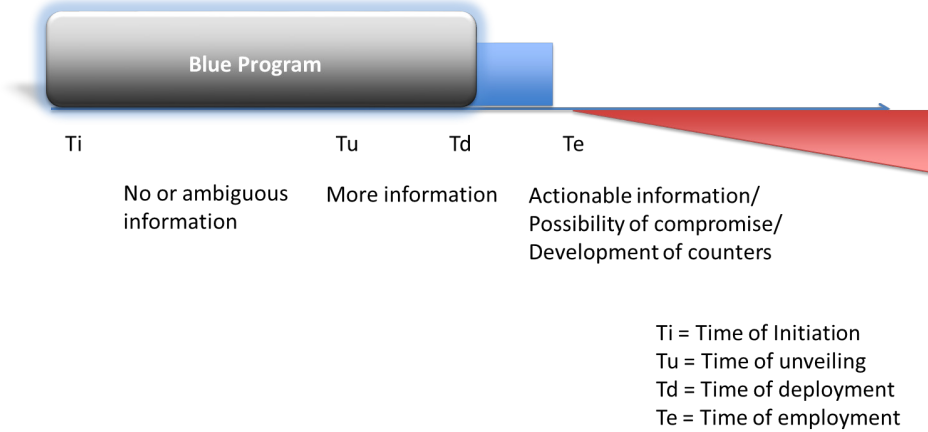 Blue Program
Ti
Tu
Td
Te
No or ambiguous
information
More information
Actionable information/
Possibility of compromise/
Development of counters
Ti = Time of Initiation
Tu = Time of unveiling
Td = Time of deployment
Te = Time of employment